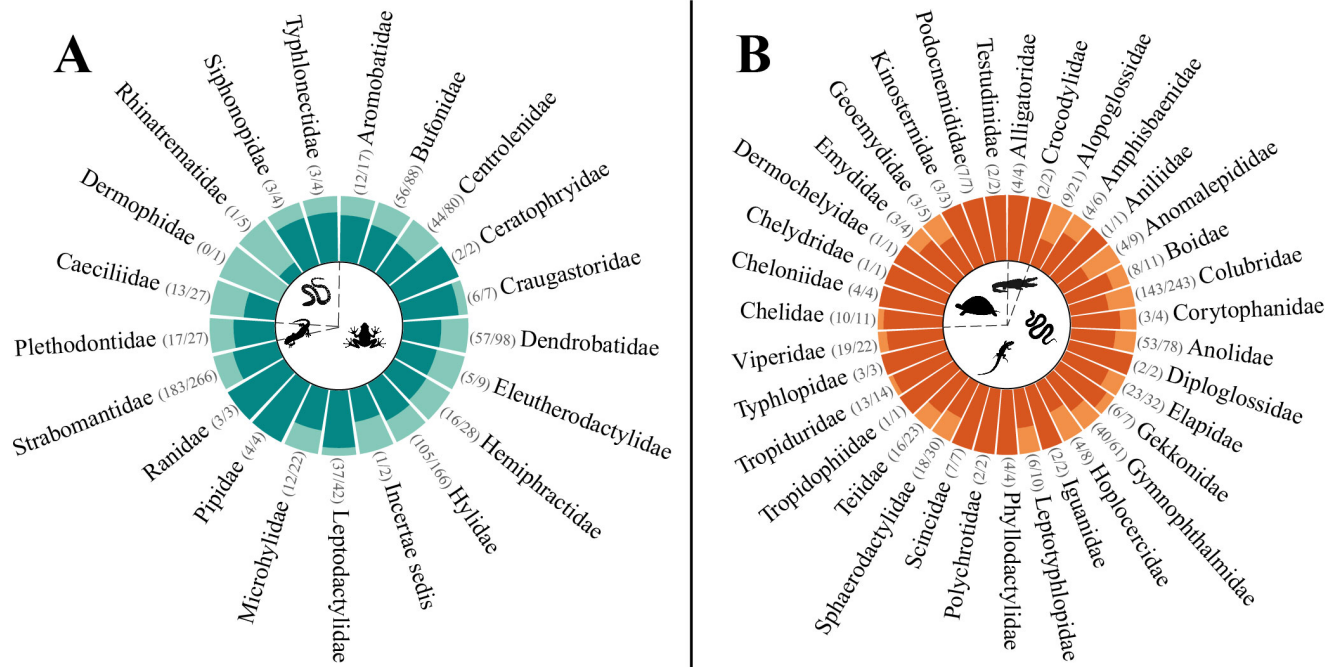 A
Aromobatidae (12/17)
Bufonidae (56/88)
Centrolenidae (44/80)
Ceratophryidae (2/2)
(6/7) Craugastoridae
(57/98) Dendrobatidae
(5/9) Eleutherodactylidae
(16/28) Hemiphractidae
(105/166) Hylidae
(1/2) Incertae sedis
(37/42) Leptodactylidae
Microhylidae (12/22)
Pipidae (4/4)
Ranidae (3/3)
Strabomantidae (183/266)
Plethodontidae (17/27)
Caeciliidae (13/27)
Dermophidae (0/1)
Rhinatrematidae (1/5)
Siphonopidae (3/4)
Typhlonectidae (3/4)
B
(4/4) Alligatoridae
(2/2) Crocodylidae
(9/21) Alopoglossidae
(4/6) Amphisbaenidae
(1/1) Aniliidae
(4/9) Anomalepididae
(8/11) Boidae
(143/243) Colubridae
(3/4) Corytophanidae
(53/78) Anolidae
(2/2) Diploglossidae
(23/32) Elapidae
(6/7) Gekkonidae
(40/61) Gymnophthalmidae
(4/8) Hoplocercidae
(2/2) Iguanidae
(6/10) Leptotyphlopidae
(4/4) Phyllodactylidae
Polychrotidae (2/2)
Scincidae (7/7)
Sphaerodactylidae (18/30)
Teiidae (16/23)
Tropidophiidae (1/1)
Tropiduridae (13/14)
Typhlopidae (3/3)
Viperidae (19/22)
Chelidae (10/11)
Cheloniidae (4/4)
Chelydridae (1/1)
Dermochelyidae (1/1)
Emydidae (3/4)
Geoemydidae (3/5)
Kinosternidae (3/3)
Podocnemididae (7/7)
Testudinidae (2/2)